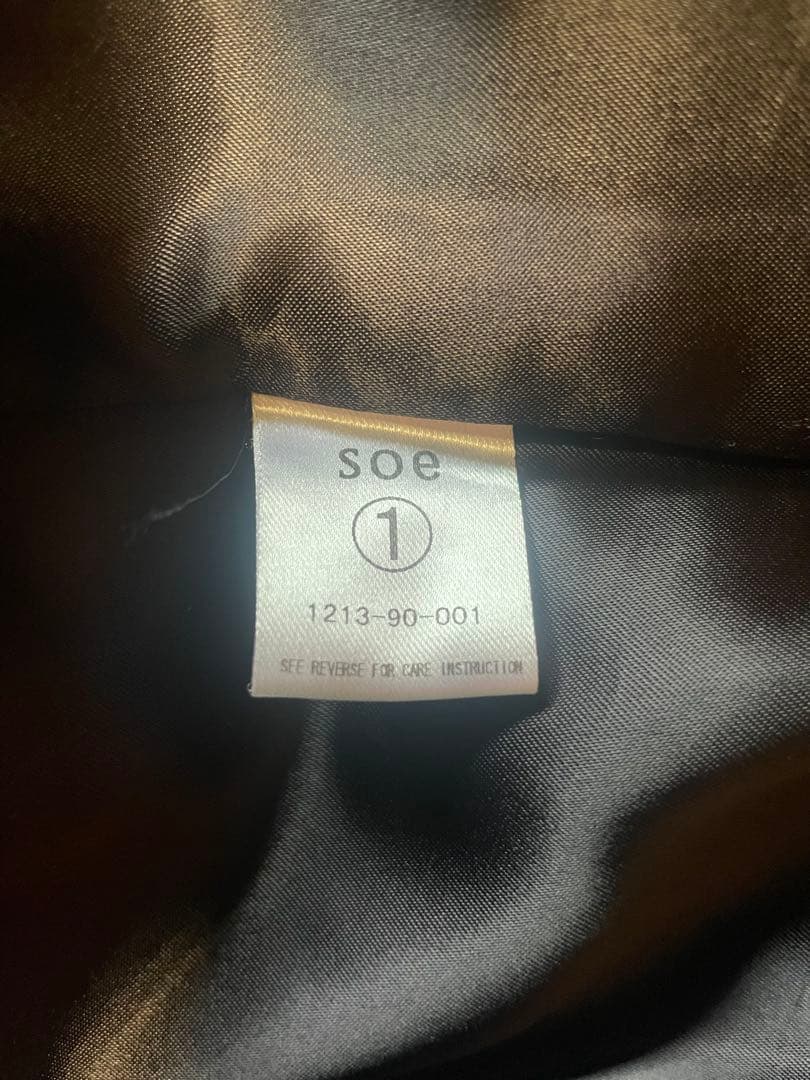 soe
①
1213-90-001
SEE REVERSE FOR CARE INSTRUCTION